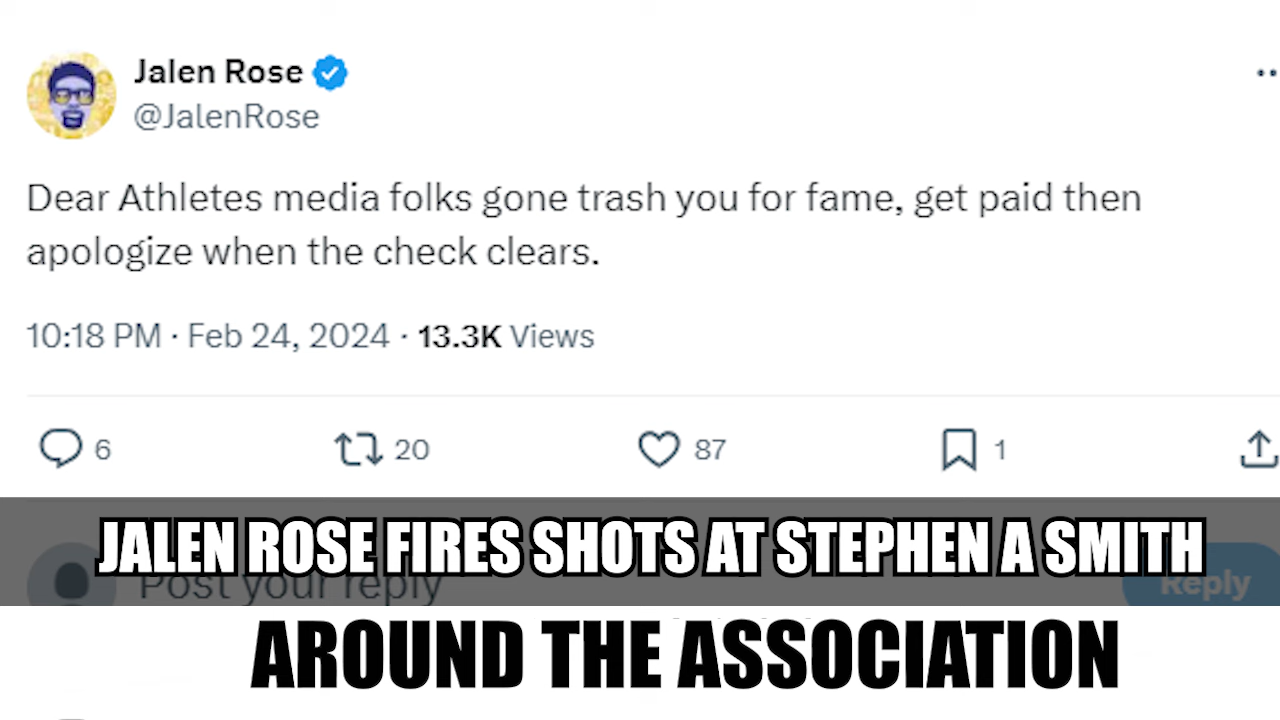 Jalen Rose
@JalenRose
Dear Athletes media folks gone trash you for fame, get paid then
apologize when the check clears.
10:18 PM · Feb 24, 2024 · 13.3K Views
6 20 87 1
JALEN ROSE FIRES SHOTS AT STEPHEN A SMITH
Post your reply Reply
AROUND THE ASSOCIATION